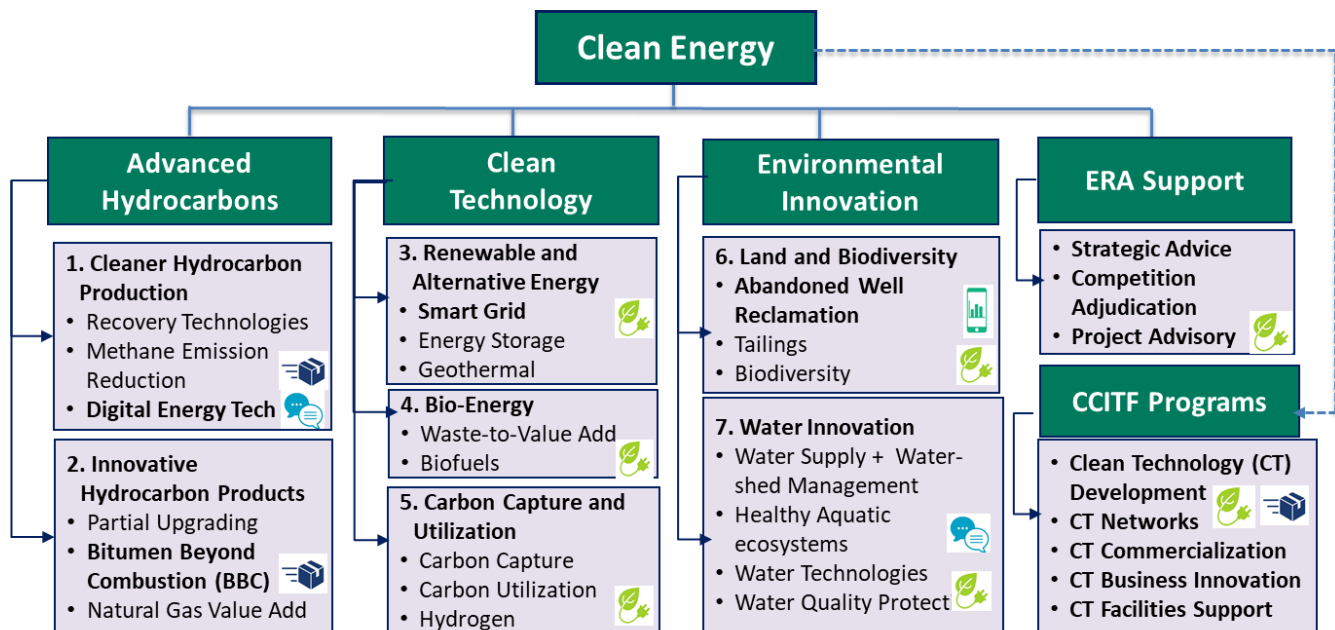 Clean Energy
Advanced
Hydrocarbons
1. Cleaner Hydrocarbon
Production
• Recovery Technologies
• Methane Emission
Reduction
• Digital Energy Tech
2. Innovative
Hydrocarbon Products
• Partial Upgrading
• Bitumen Beyond
Combustion (BBC)
• Natural Gas Value Add
Clean
Technology
3. Renewable and
Alternative Energy
• Smart Grid
• Energy Storage
• Geothermal
4. Bio-Energy
• Waste-to-Value Add
• Biofuels
5. Carbon Capture and
Utilization
• Carbon Capture
• Carbon Utilization
• Hydrogen
Environmental
Innovation
6. Land and Biodiversity
• Abandoned Well
Reclamation
• Tailings
• Biodiversity
7. Water Innovation
• Water Supply + Water-
shed Management
• Healthy Aquatic
ecosystems
• Water Technologies
• Water Quality Protect
ERA Support
• Strategic Advice
• Competition
Adjudication
• Project Advisory
CCITF Programs
• Clean Technology (CT)
Development
• CT Networks
• CT Commercialization
• CT Business Innovation
• CT Facilities Support